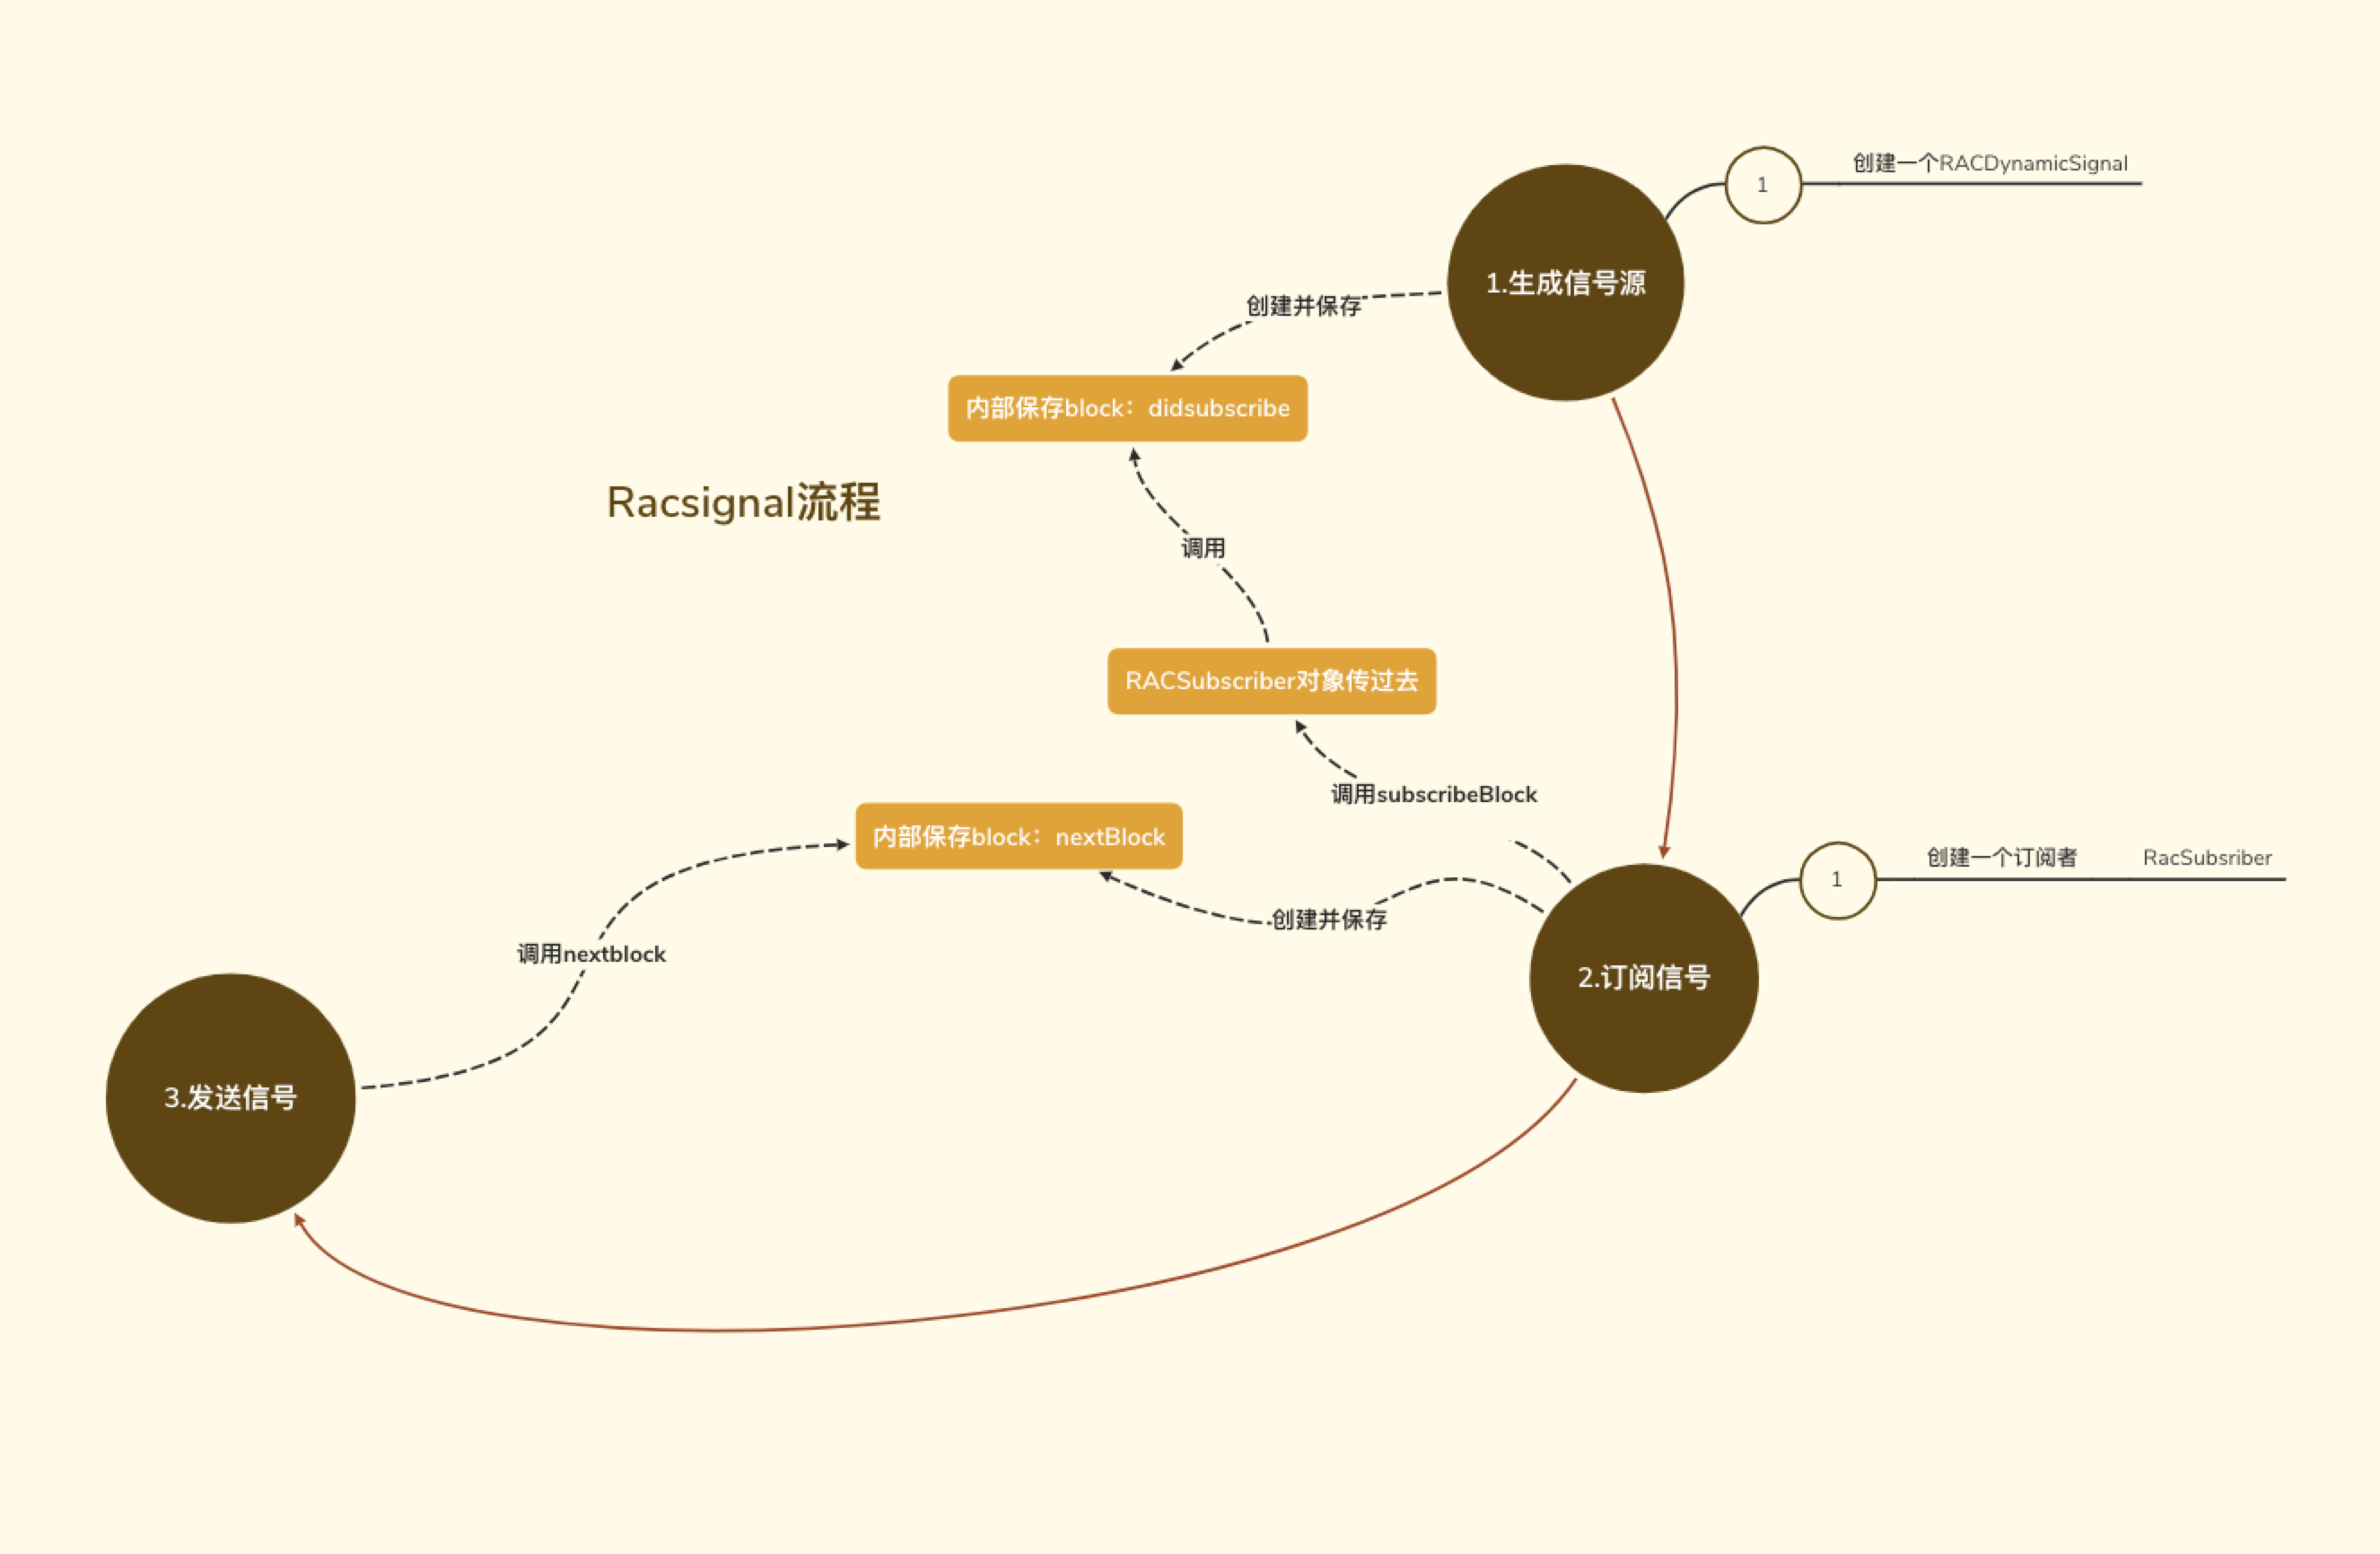 创建一个RACDynamicSignal
1
1.生成信号源
创建并保存
内部保存block：didsubscribe
Racsignal流程
调用
RACSubscriber对象传过去
调用subscribeBlock
内部保存block：nextBlock
创建一个订阅者 RacSubsriber
1
创建并保存
调用nextblock
2.订阅信号
3.发送信号